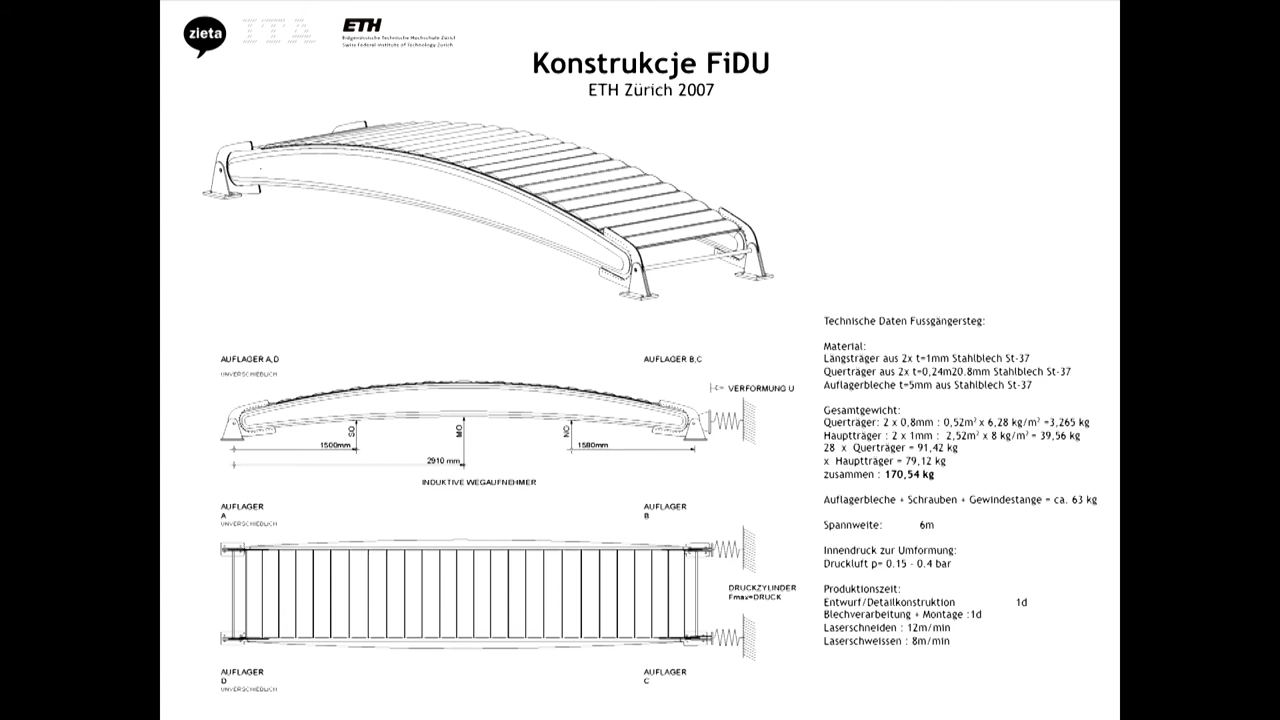 zieta
ITA
ETH
Eidgenössische Technische Hochschule Zürich
Swiss Federal Institute of Technology Zurich
Konstrukcje FiDU
ETH Zürich 2007
AUFLAGER A,D
UNVERSCHIEBLICH
AUFLAGER B,C
VERFORMUNG U
SO
MO
NO
1500mm
1580mm
2910 mm
INDUKTIVE WEGAUFNEHMER
AUFLAGER
A
UNVERSCHIEBLICH
AUFLAGER
B
DRUCKZYLINDER
Fmax=DRUCK
AUFLAGER
D
UNVERSCHIEBLICH
AUFLAGER
C
Technische Daten Fussgängersteg:
Material:
Längsträger aus 2x t=1mm Stahlblech St-37
Querträger aus 2x t=0,24m20.8mm Stahlblech St-37
Auflagerbleche t=5mm aus Stahlblech St-37
Gesamtgewicht:
Querträger: 2 x 0,8mm : 0,52m² x 6,28 kg/m² =3,265 kg
Haupttträger : 2 x 1mm : 2,52m² x 8 kg/m² = 39,56 kg
28 x Querträger = 91,42 kg
x Haupttträger = 79,12 kg
zusammen : 170,54 kg
Auflagerbleche + Schrauben + Gewindestange = ca. 63 kg
Spannweite: 6m
Innendruck zur Umformung:
Druckluft p= 0.15 - 0.4 bar
Produktionszeit:
Entwurf/Detailkonstruktion 1d
Blechverarbeitung + Montage :1d
Laserschneiden : 12m/min
Laserschweissen : 8m/min